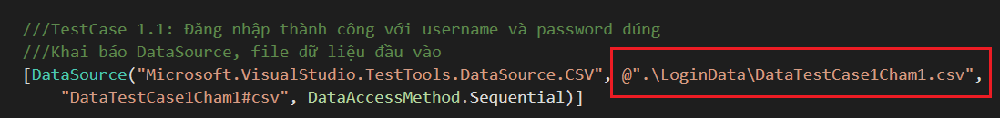 ///TestCase 1.1: Đăng nhập thành công với username và password đúng
///Khai báo DataSource, file dữ liệu đầu vào
[DataSource("Microsoft.VisualStudio.TestTools.DataSource.CSV", @".\LoginData\DataTestCase1Cham1.csv",
"DataTestCase1Cham1#csv", DataAccessMethod.Sequential)]